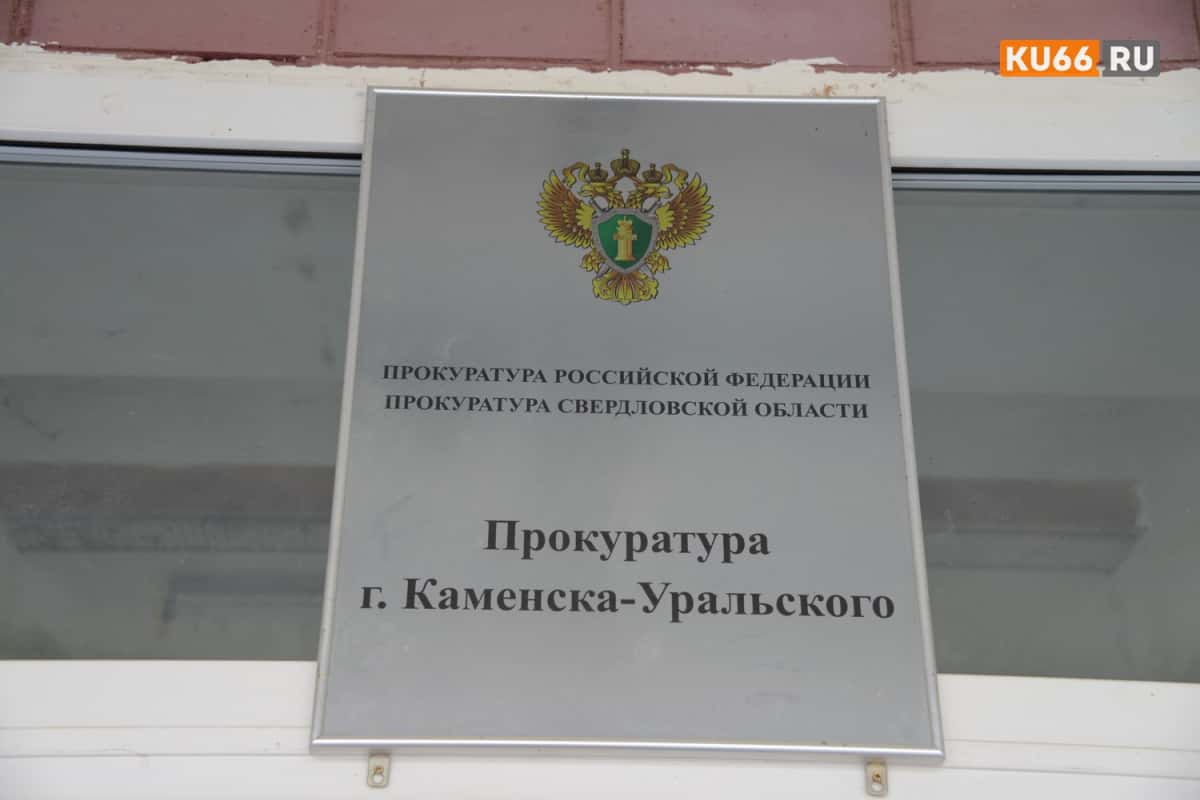 KU66.RU
ПРОКУРАТУРА РОССИЙСКОЙ ФЕДЕРАЦИИ
ПРОКУРАТУРА СВЕРДЛОВСКОЙ ОБЛАСТИ
Прокуратура
г. Каменска-Уральского